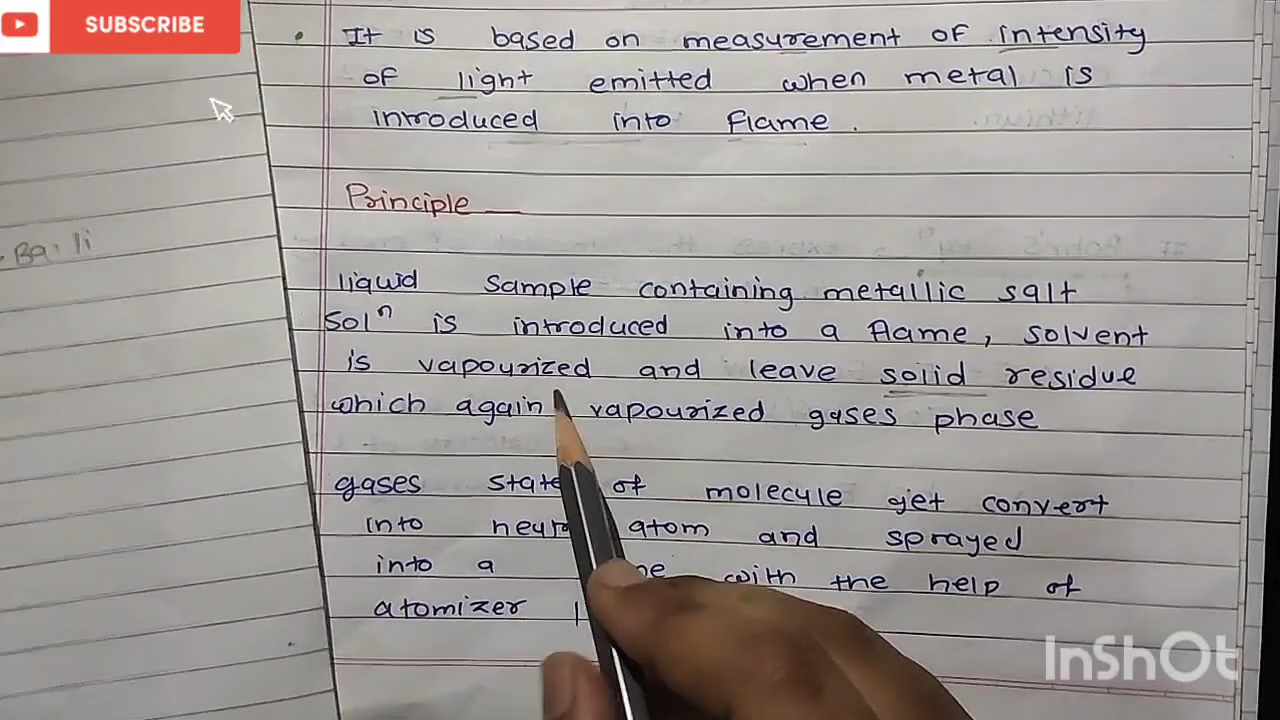 SUBSCRIBE
It is based on measurement of intensity
of light emitted when metal is
introduced into flame.
Principle —
Ba: li
liquid sample containing metallic salt
Solⁿ is introduced into a flame, solvent
is vapourized and leave solid residue
which again vapourized gases phase
gases state of molecule get convert
into atom and sprayed
into a with the help of
atomizer
InShOt